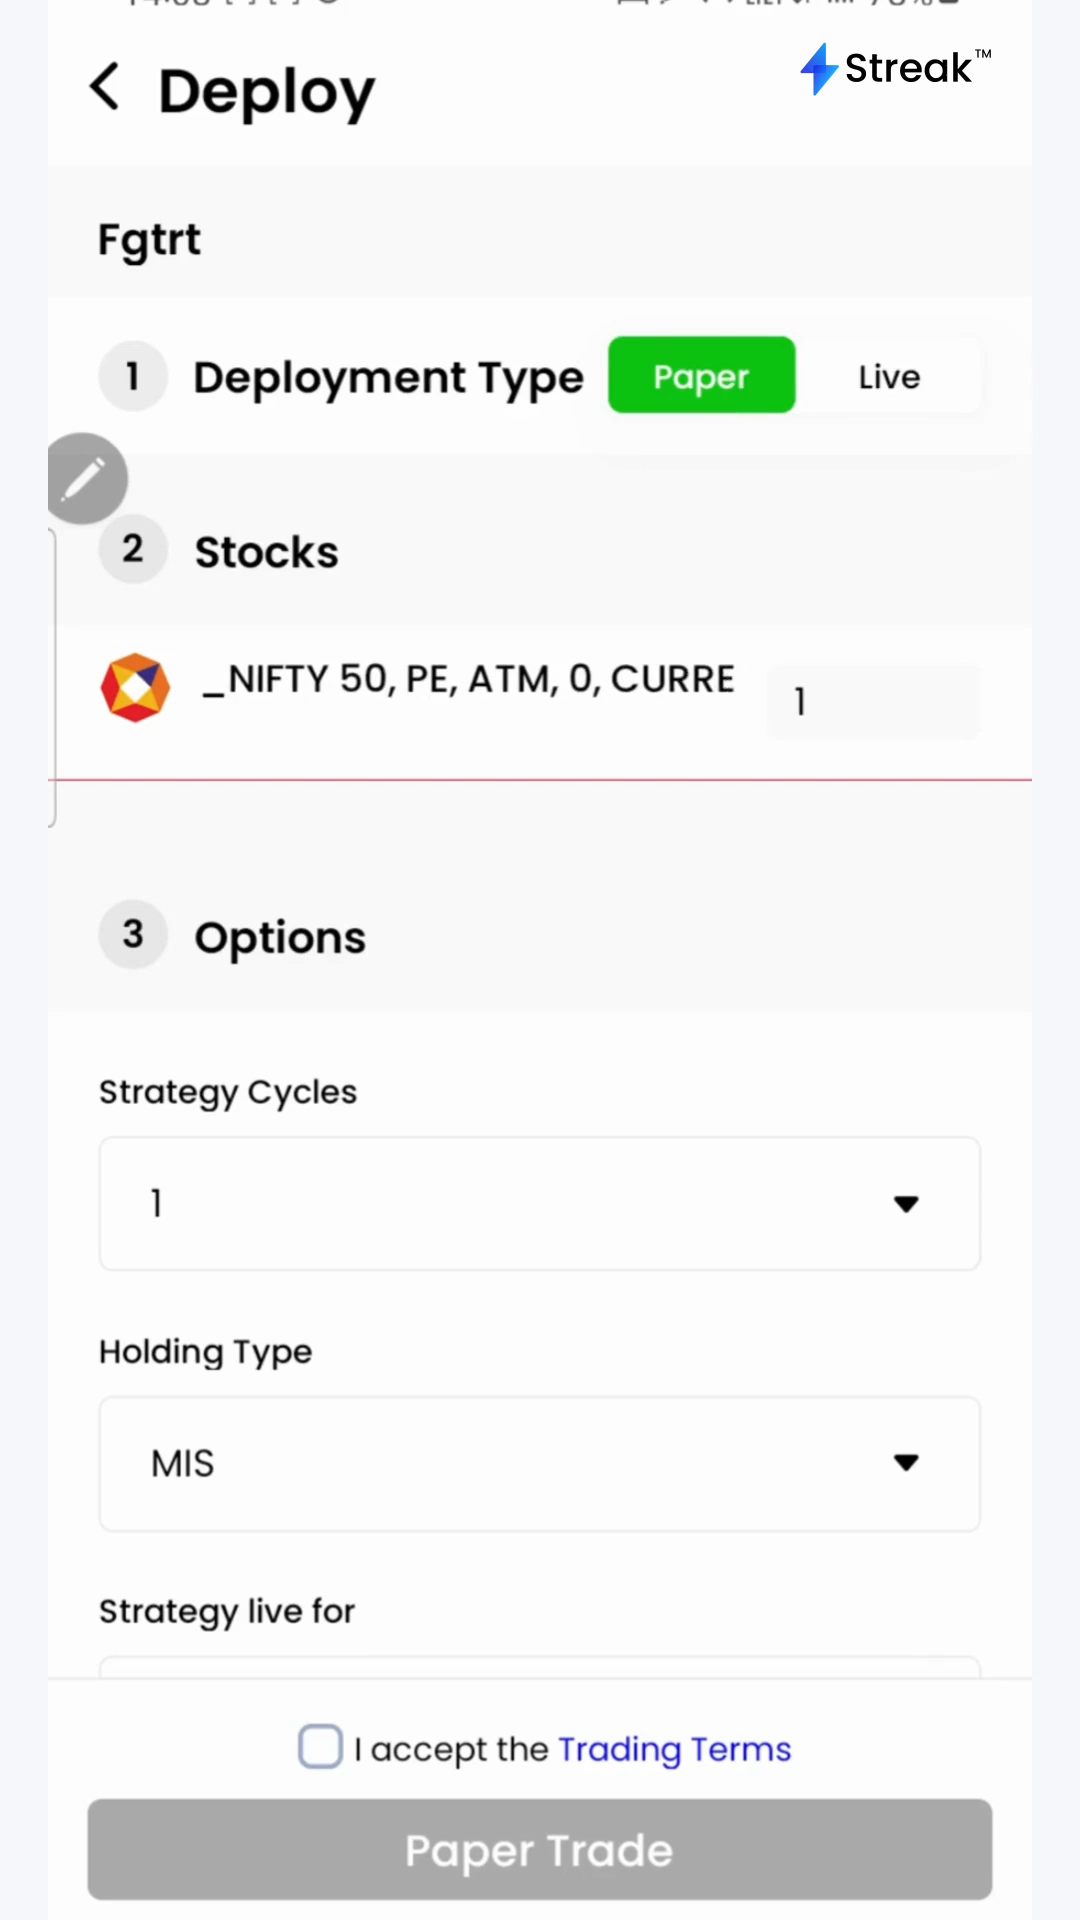 Deploy
Streak™
Fgtrt
1 Deployment Type Paper Live
2 Stocks
_NIFTY 50, PE, ATM, 0, CURRE 1
3 Options
Strategy Cycles
1
Holding Type
MIS
Strategy live for
I accept the Trading Terms
Paper Trade